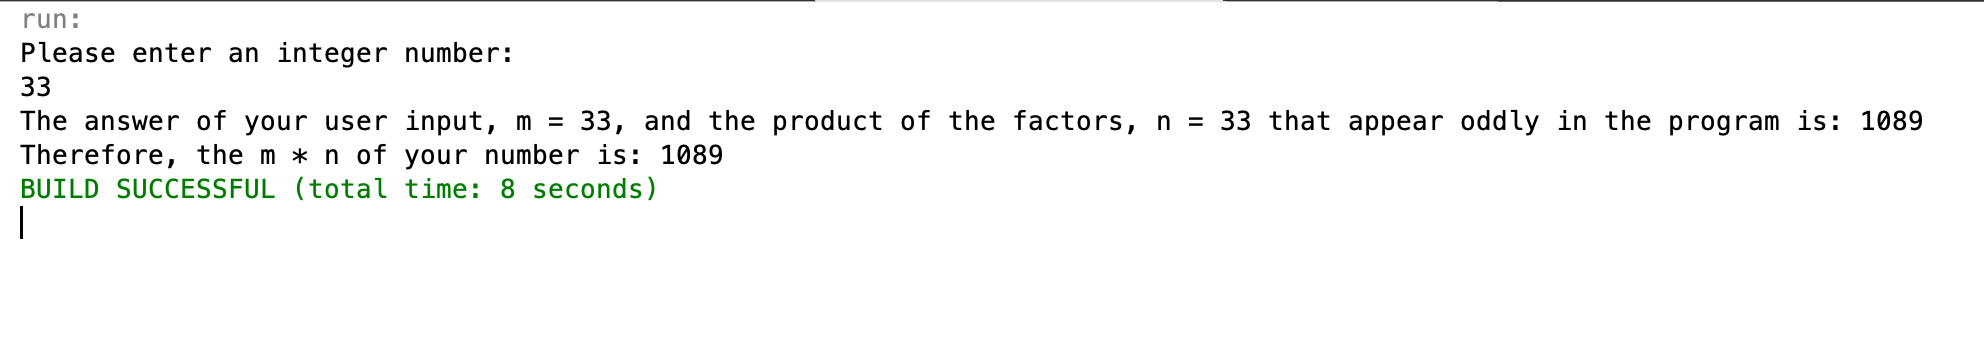 run:
Please enter an integer number:
33
The answer of your user input, m = 33, and the product of the factors, n = 33 that appear oddly in the program is: 1089
Therefore, the m * n of your number is: 1089
BUILD SUCCESSFUL (total time: 8 seconds)